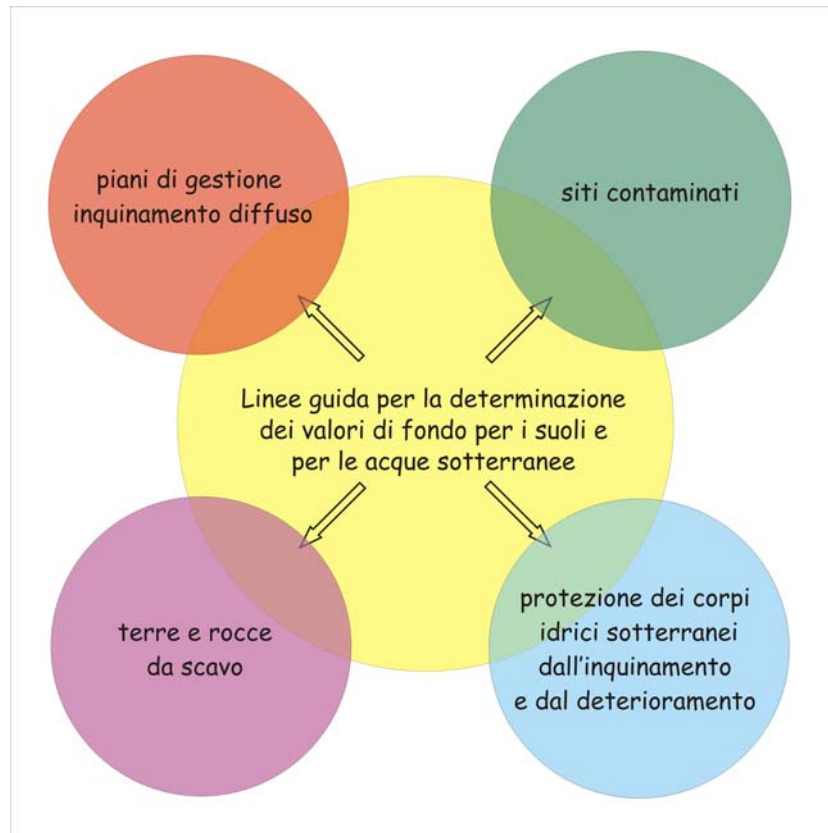 piani di gestione
inquinamento diffuso
siti contaminati
Linee guida per la determinazione
dei valori di fondo per i suoli e
per le acque sotterranee
terre e rocce
da scavo
protezione dei corpi
idrici sotterranei
dall'inquinamento
e dal deterioramento